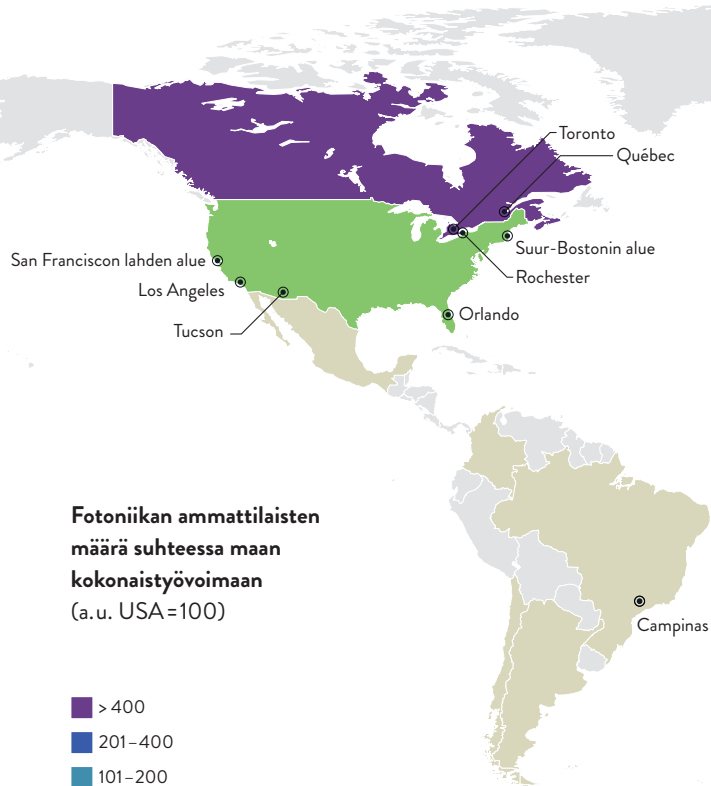 Toronto
Québec
Suur-Bostonin alue
San Franciscon lahden alue
Rochester
Los Angeles
Orlando
Tucson
Fotoniikan ammattilaisten
määrä suhteessa maan
kokonaistyövoimaan
(a.u. USA=100)
Campinas
> 400
201–400
101–200